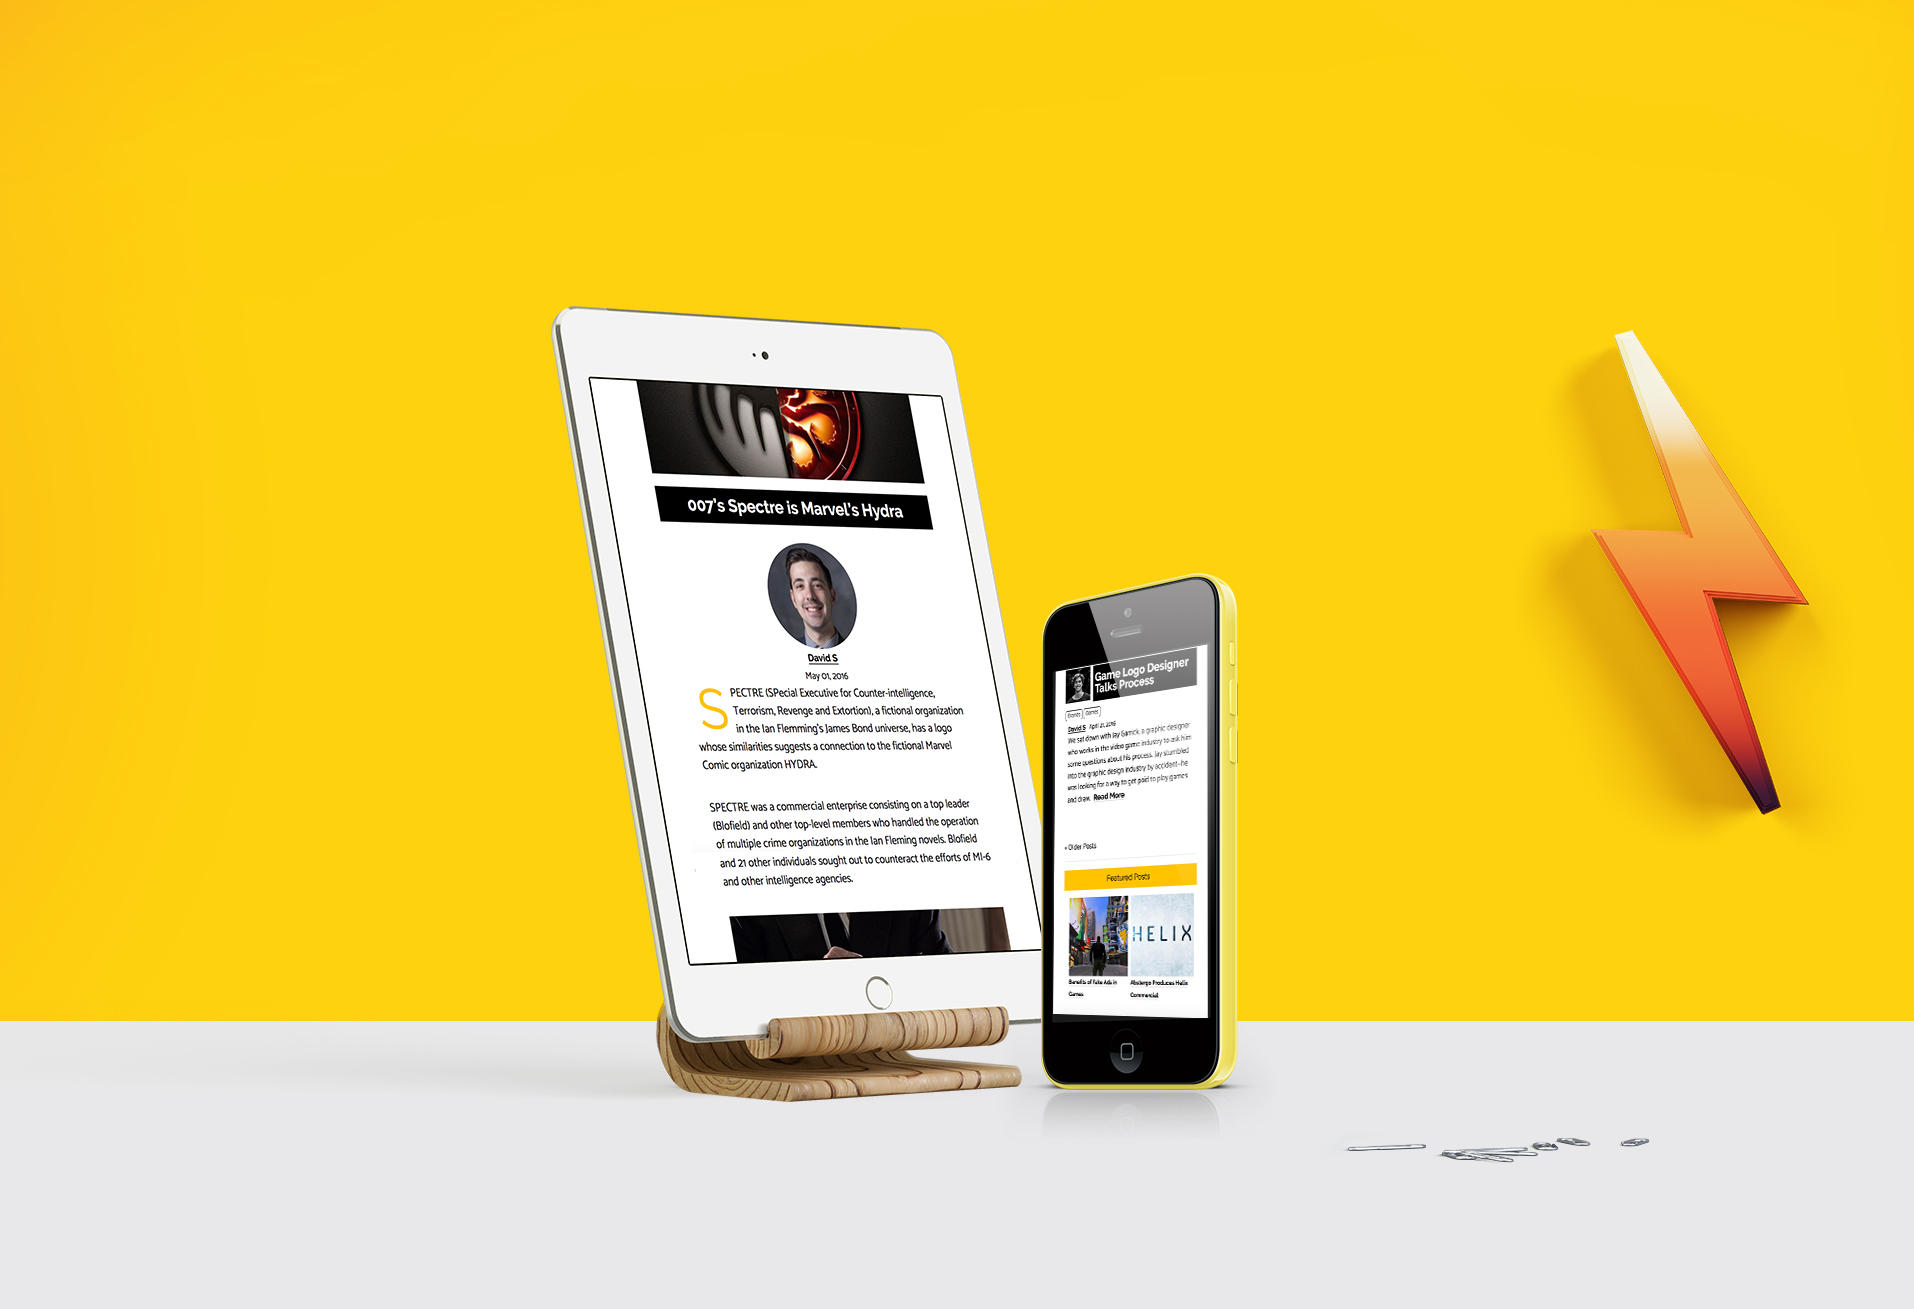 007's Spectre is Marvel's Hydra
David S
May 01, 2016
SPECTRE (SPecial Executive for Counter-intelligence,
Terrorism, Revenge and Extortion), a fictional organization
in the Ian Flemming's James Bond universe, has a logo
whose similarities suggests a connection to the fictional Marvel
Comic organization HYDRA.
SPECTRE was a commercial enterprise consisting on a top leader
(Blofield) and other top-level members who handled the operation
of multiple crime organizations in the Ian Fleming novels. Blofield
and 21 other individuals sought out to counteract the efforts of MI-6
and other intelligence agencies.
Game Logo Designer
Talks Process
Games
David S April 21, 2016
We sat down with Jay Garrick, a graphic designer
who works in the video game industry to ask him
some questions about his process. Jay stumbled
into the graphic design industry by accident—he
was looking for a way to get paid to play games
and draw. Read More
« Older Posts
Featured Posts
HELIX
Benefits of Fake Ads in
Games
Abstergo Produces Helix
Commercial